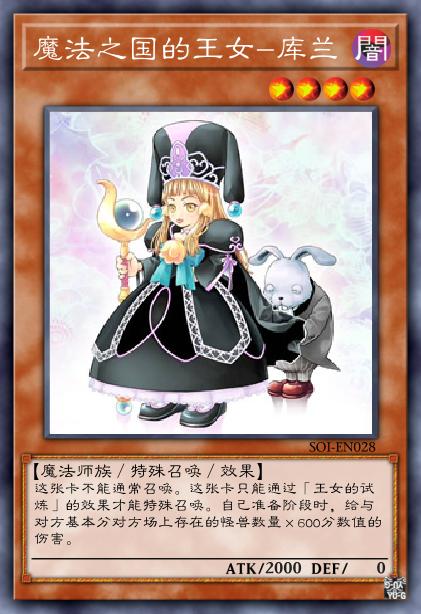 魔法之国的王女-库兰 闇
SOI-EN028
【魔法师族/特殊召唤/效果】
这张卡不能通常召唤。这张卡只能通过「王女的试
炼」的效果才能特殊召唤。自己准备阶段时，给与
对方基本分对方场上存在的怪兽数量×600分数值的
伤害。
ATK/2000 DEF/ 0